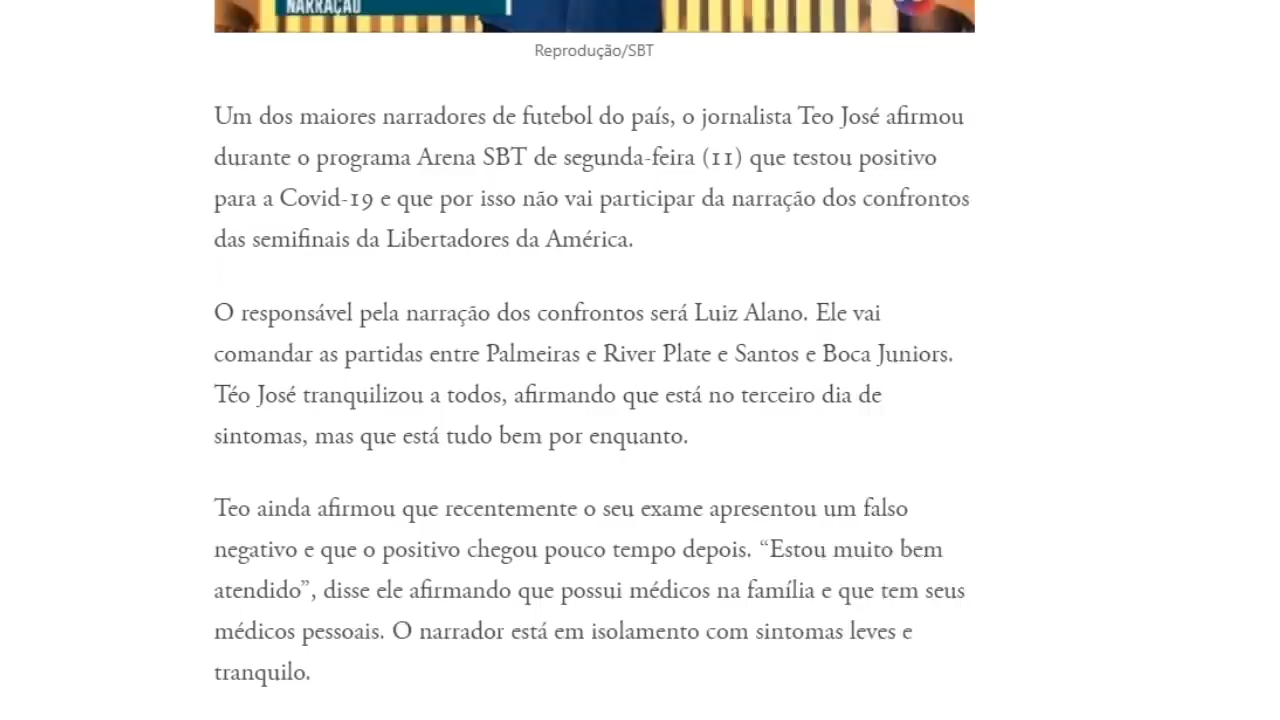 NARRAÇÃO
Reprodução/SBT
Um dos maiores narradores de futebol do país, o jornalista Teo José afirmou
durante o programa Arena SBT de segunda-feira (11) que testou positivo
para a Covid-19 e que por isso não vai participar da narração dos confrontos
das semifinais da Libertadores da América.
O responsável pela narração dos confrontos será Luiz Alano. Ele vai
comandar as partidas entre Palmeiras e River Plate e Santos e Boca Juniors.
Téo José tranquilizou a todos, afirmando que está no terceiro dia de
sintomas, mas que está tudo bem por enquanto.
Teo ainda afirmou que recentemente o seu exame apresentou um falso
negativo e que o positivo chegou pouco tempo depois. “Estou muito bem
atendido”, disse ele afirmando que possui médicos na família e que tem seus
médicos pessoais. O narrador está em isolamento com sintomas leves e
tranquilo.